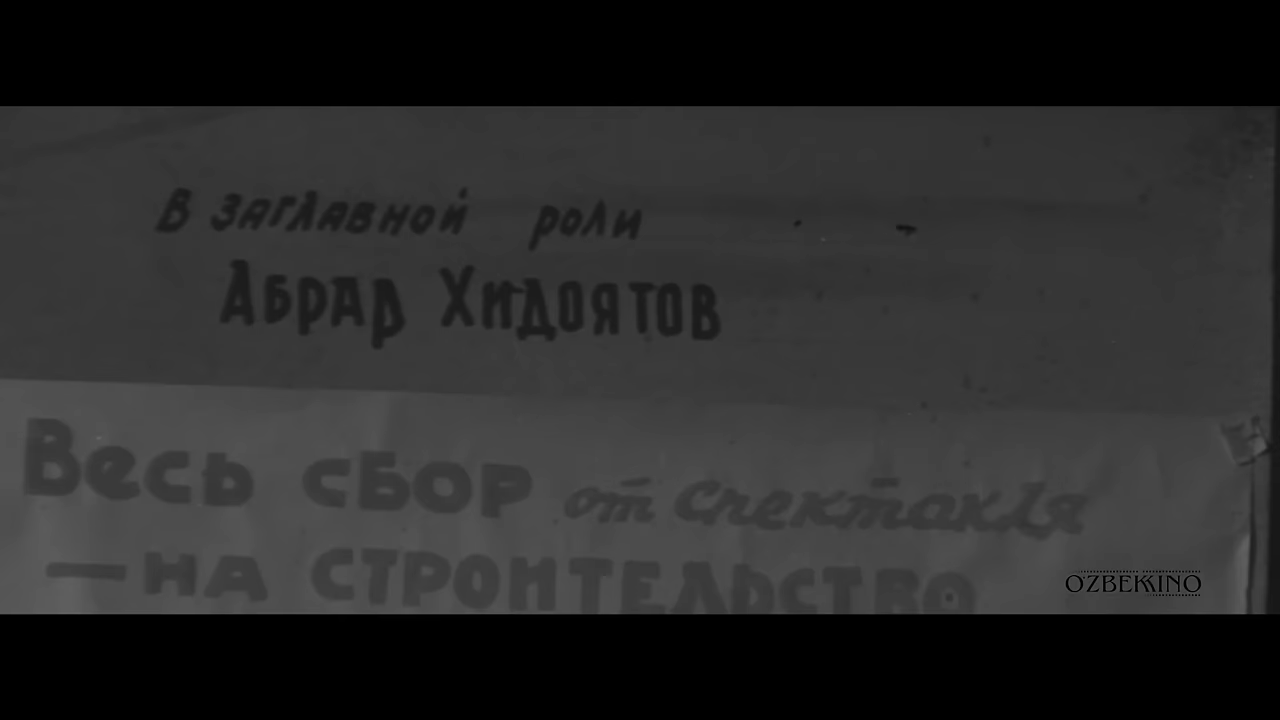 В заглавной роли
Абрар Хидоятов
Весь сбор от спектакля
— на строительство
OZBEKKINO